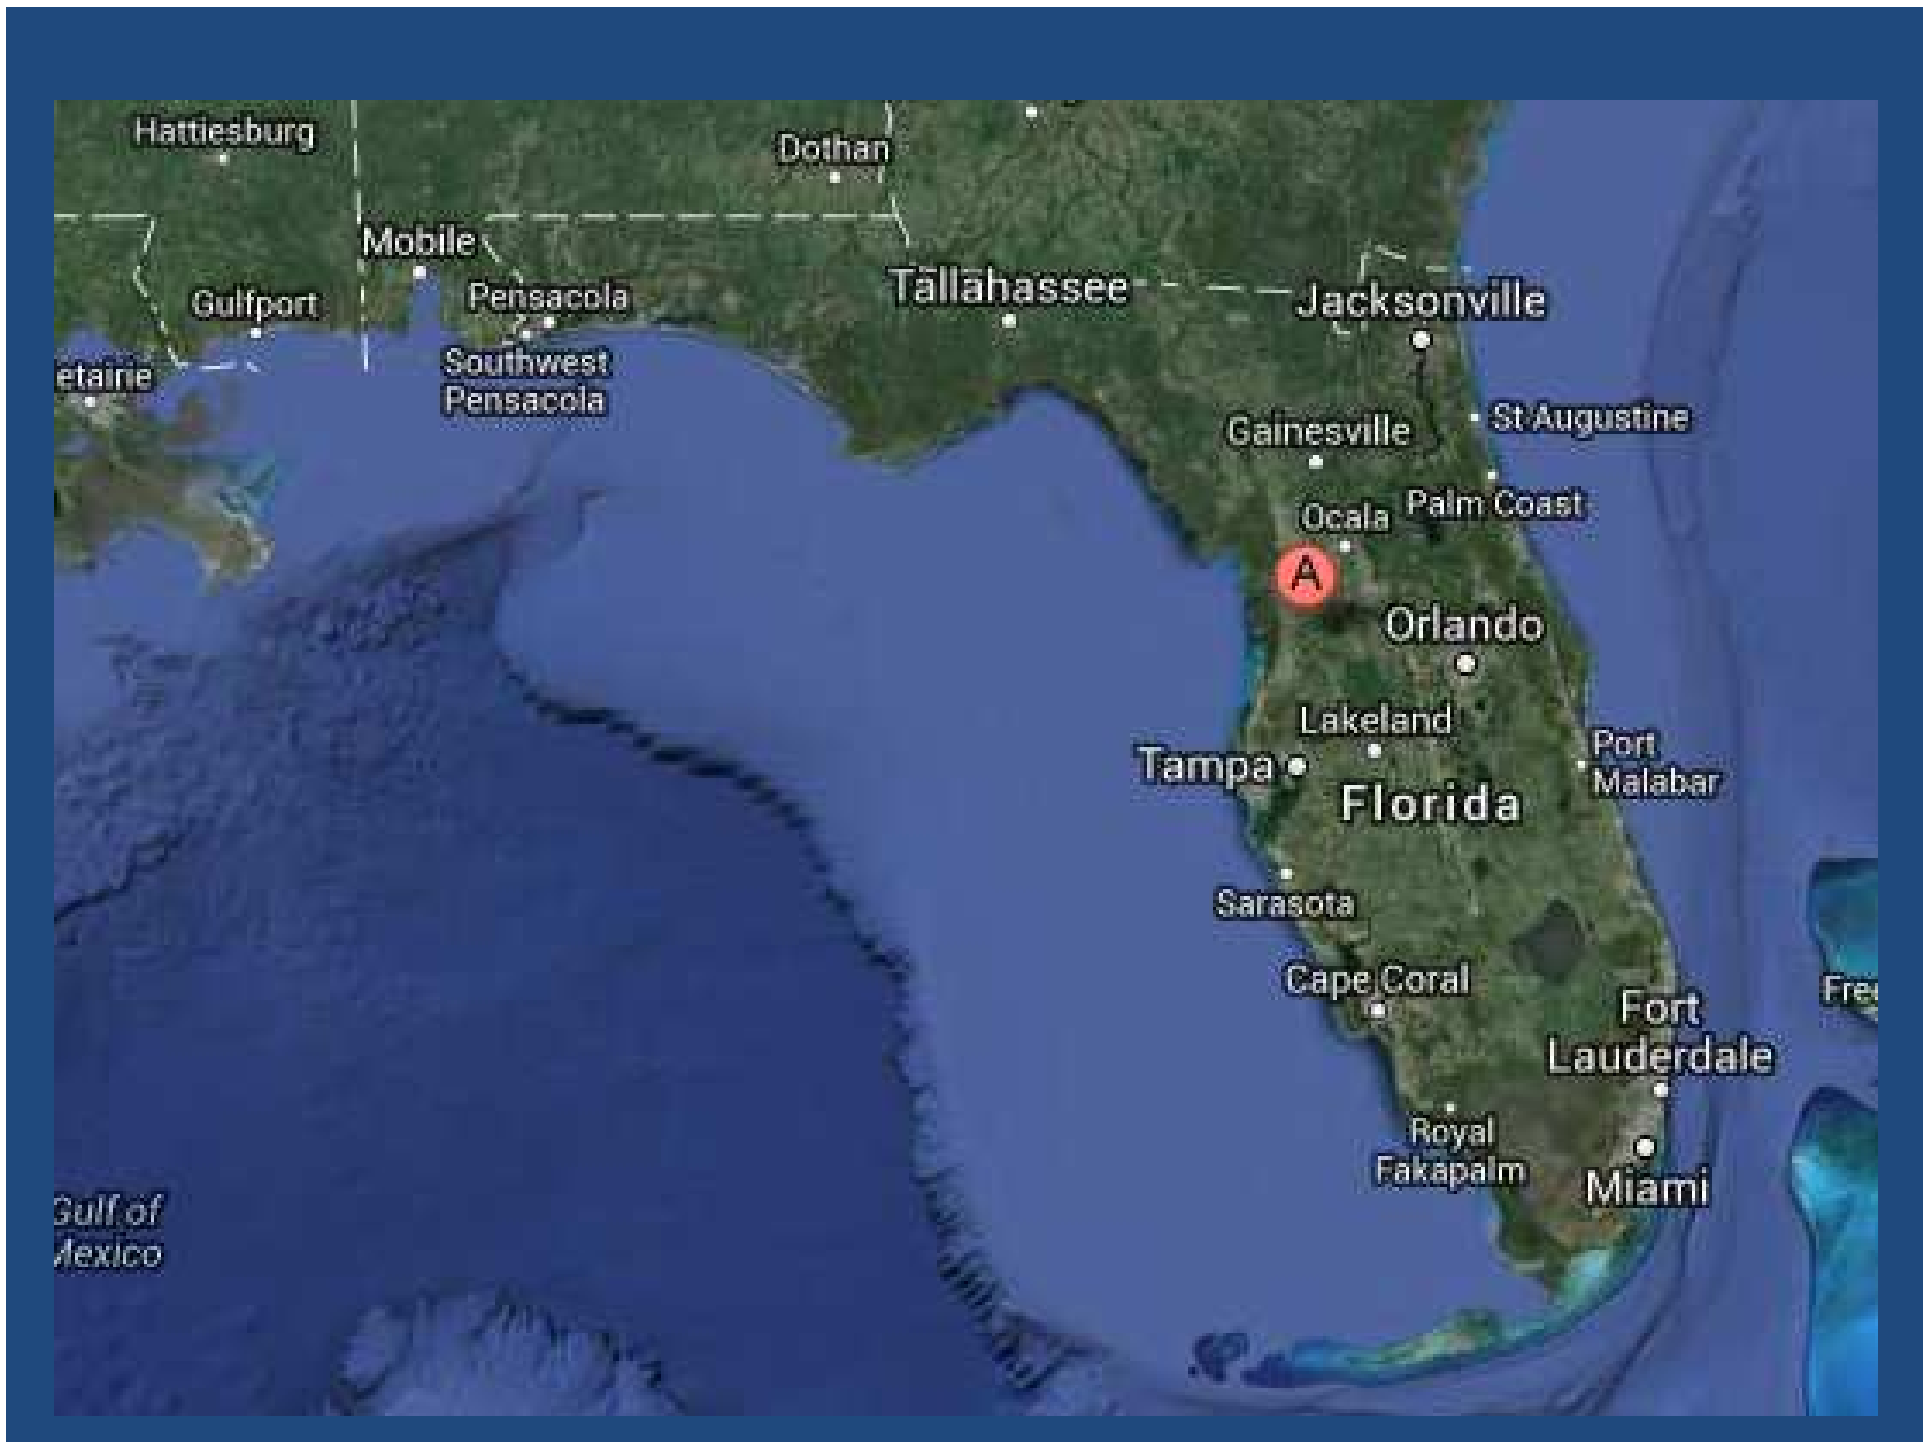 Hattiesburg
Dothan
Mobile
Tallahassee
Gulfport
Pensacola
Jacksonville
Southwest
Pensacola
etairie
St Augustine
Gainesville
Palm Coast
Ocala
A
Orlando
Lakeland
Tampa
Port
Malabar
Florida
Sarasota
Cape Coral
Free
Fort
Lauderdale
Royal
Fakapalm
Miami
Gulf of
Mexico